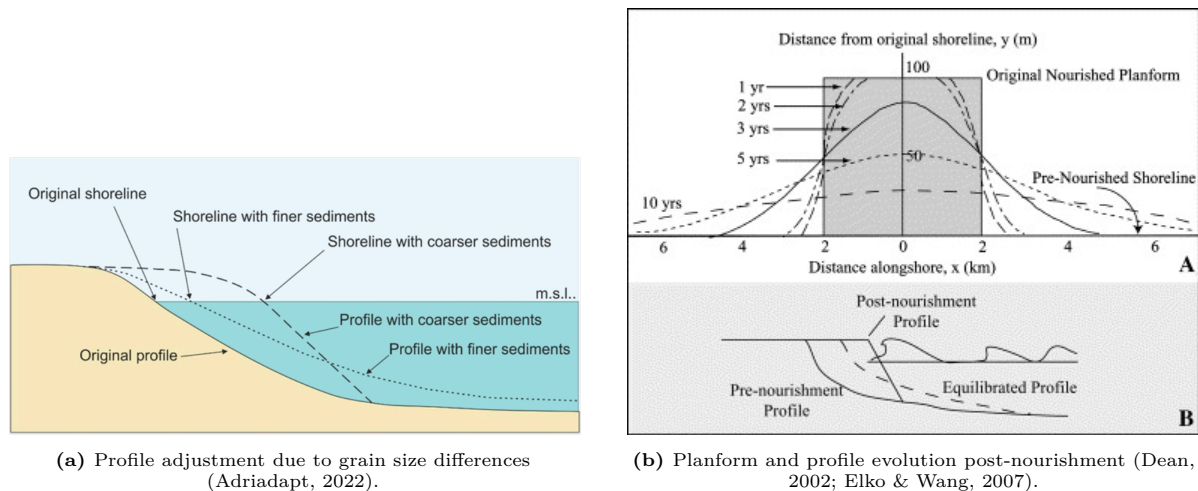 Original shoreline
Shoreline with finer sediments
Shoreline with coarser sediments
m.s.l..
Profile with coarser sediments
Original profile
Profile with finer sediments
(a) Profile adjustment due to grain size differences
(Adriadapt, 2022).
Distance from original shoreline, y (m)
100
Original Nourished Planform
1 yr
2 yrs
3 yrs
5 yrs
50
Pre-Nourished Shoreline
10 yrs
6 4 2 0 2 4 6
Distance alongshore, x (km)
A
Post-nourishment
Profile
Pre-nourishment
Profile
Equilibrated Profile
B
(b) Planform and profile evolution post-nourishment (Dean,
2002; Elko & Wang, 2007).